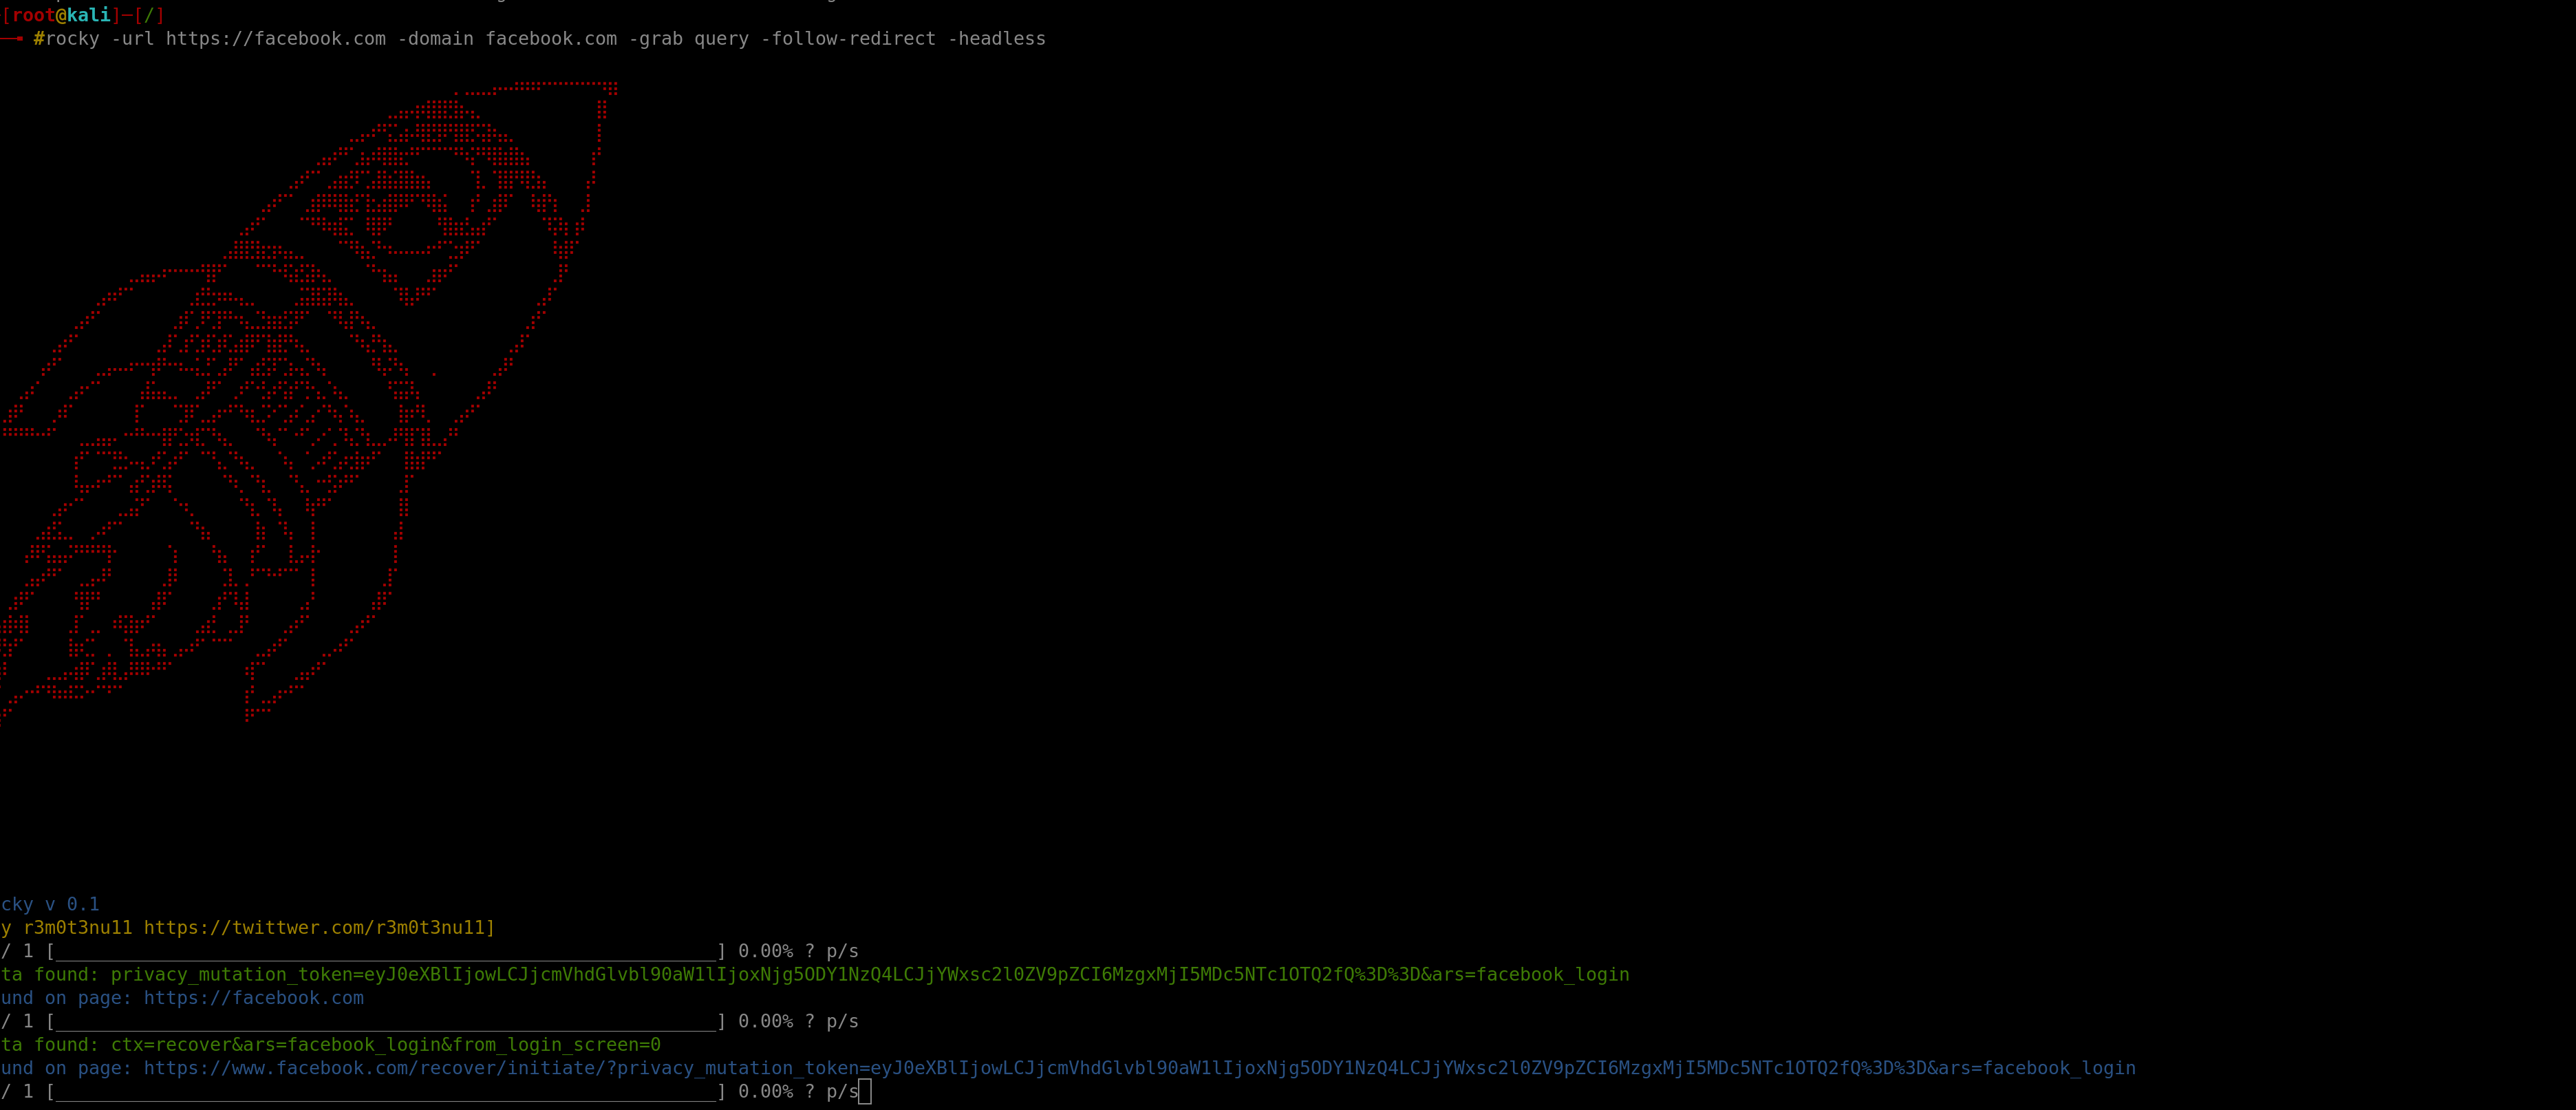 [root@kali]─[/]
──╼ #rocky -url https://facebook.com -domain facebook.com -grab query -follow-redirect -headless
cky v 0.1
y r3m0t3nu11 https://twittwer.com/r3m0t3nu11]
/ 1 [____________________________________________________________] 0.00% ? p/s
ta found: privacy_mutation_token=eyJ0eXBlIjowLCJjcmVhdGlvbl90aW1lIjoxNjg5ODY1NzQ4LCJjYWxsc2l0ZV9pZCI6MzgxMjI5MDc5NTc1OTQ2fQ%3D%3D&ars=facebook_login
und on page: https://facebook.com
/ 1 [____________________________________________________________] 0.00% ? p/s
ta found: ctx=recover&ars=facebook_login&from_login_screen=0
und on page: https://www.facebook.com/recover/initiate/?privacy_mutation_token=eyJ0eXBlIjowLCJjcmVhdGlvbl90aW1lIjoxNjg5ODY1NzQ4LCJjYWxsc2l0ZV9pZCI6MzgxMjI5MDc5NTc1OTQ2fQ%3D%3D&ars=facebook_login
/ 1 [____________________________________________________________] 0.00% ? p/s